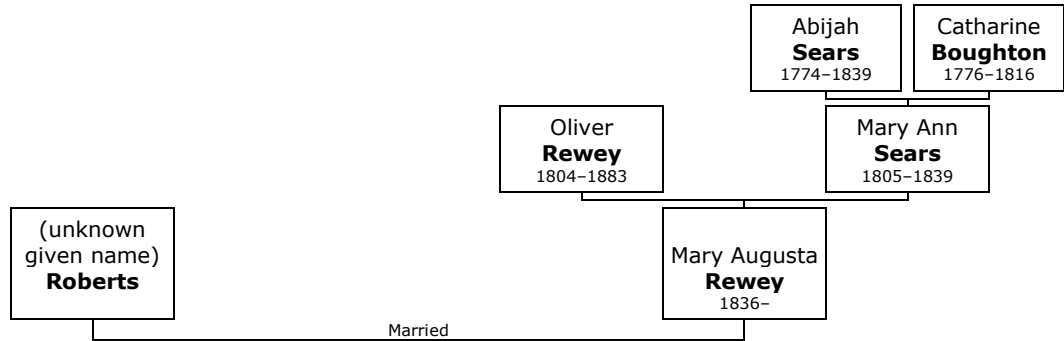 Abijah
Sears
1774–1839
Catharine
Boughton
1776–1816
Oliver
Rewey
1804–1883
Mary Ann
Sears
1805–1839
(unknown
given name)
Roberts
Mary Augusta
Rewey
1836–
Married